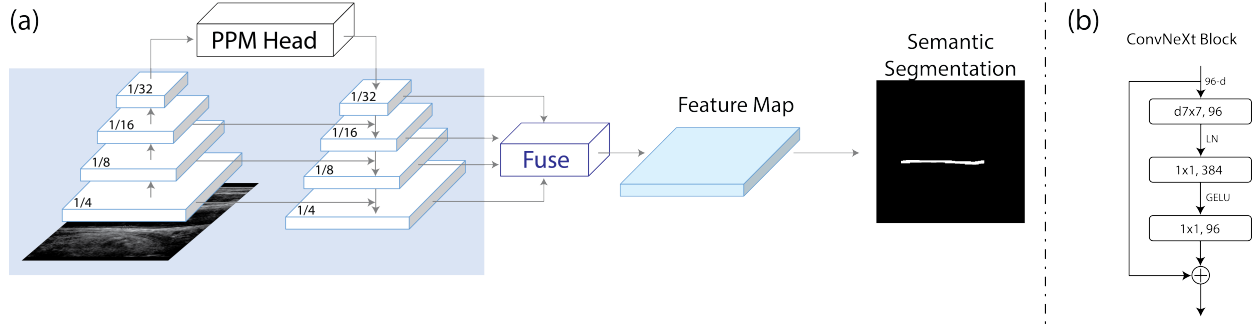 (a)
PPM Head
1/32
1/16
1/8
1/4
1/32
1/16
1/8
1/4
Fuse
Feature Map
Semantic
Segmentation
(b)
ConvNeXt Block
96-d
d7x7, 96
LN
1x1, 384
GELU
1x1, 96